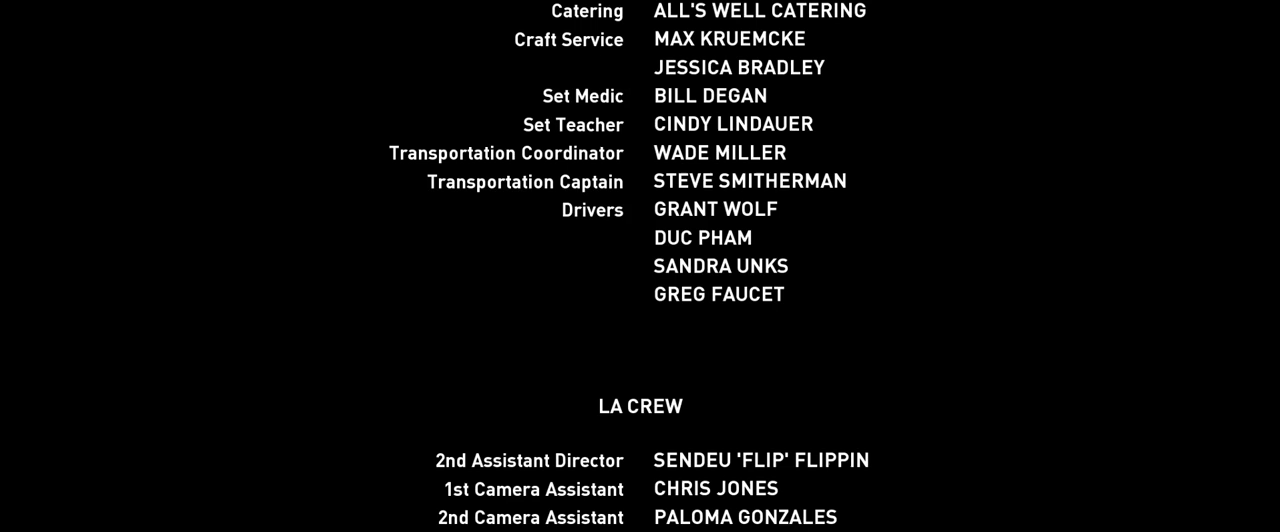 Catering ALL'S WELL CATERING
Craft Service MAX KRUEMCKE
JESSICA BRADLEY
Set Medic BILL DEGAN
Set Teacher CINDY LINDAUER
Transportation Coordinator WADE MILLER
Transportation Captain STEVE SMITHERMAN
Drivers GRANT WOLF
DUC PHAM
SANDRA UNKS
GREG FAUCET
LA CREW
2nd Assistant Director SENDEU 'FLIP' FLIPPIN
1st Camera Assistant CHRIS JONES
2nd Camera Assistant PALOMA GONZALES